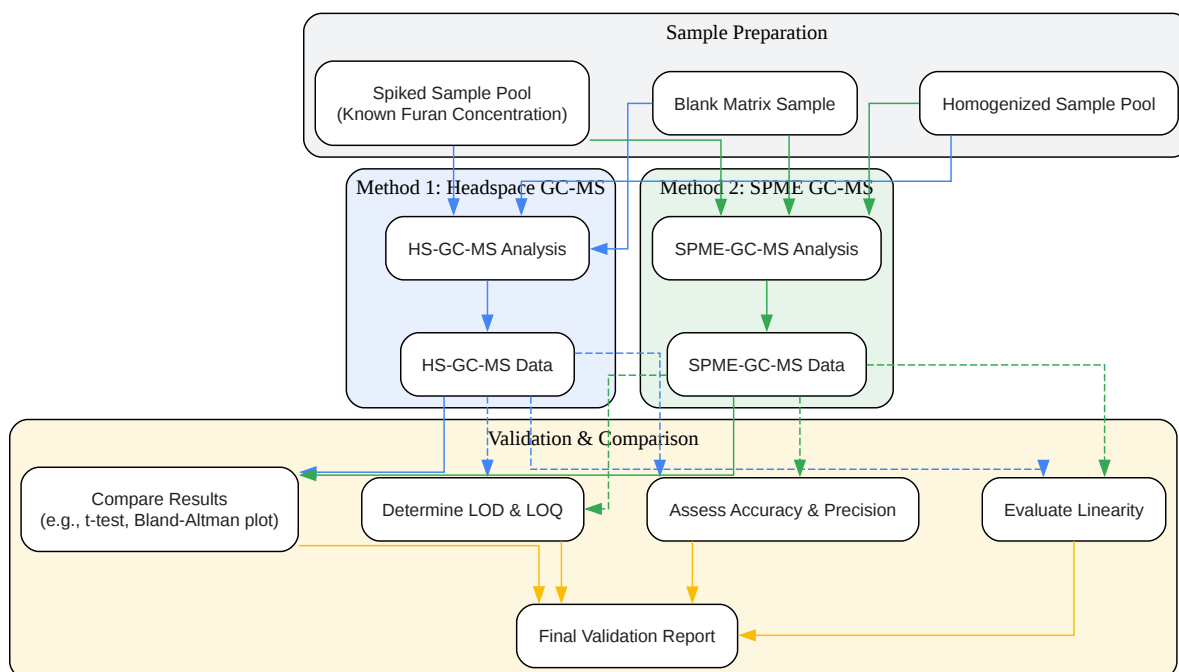 Sample Preparation
Spiked Sample Pool
(Known Furan Concentration)
Blank Matrix Sample
Homogenized Sample Pool
Method 1: Headspace GC-MS
Method 2: SPME GC-MS
HS-GC-MS Analysis
SPME-GC-MS Analysis
HS-GC-MS Data
SPME-GC-MS Data
Validation & Comparison
Compare Results
(e.g., t-test, Bland-Altman plot)
Determine LOD & LOQ
Assess Accuracy & Precision
Evaluate Linearity
Final Validation Report